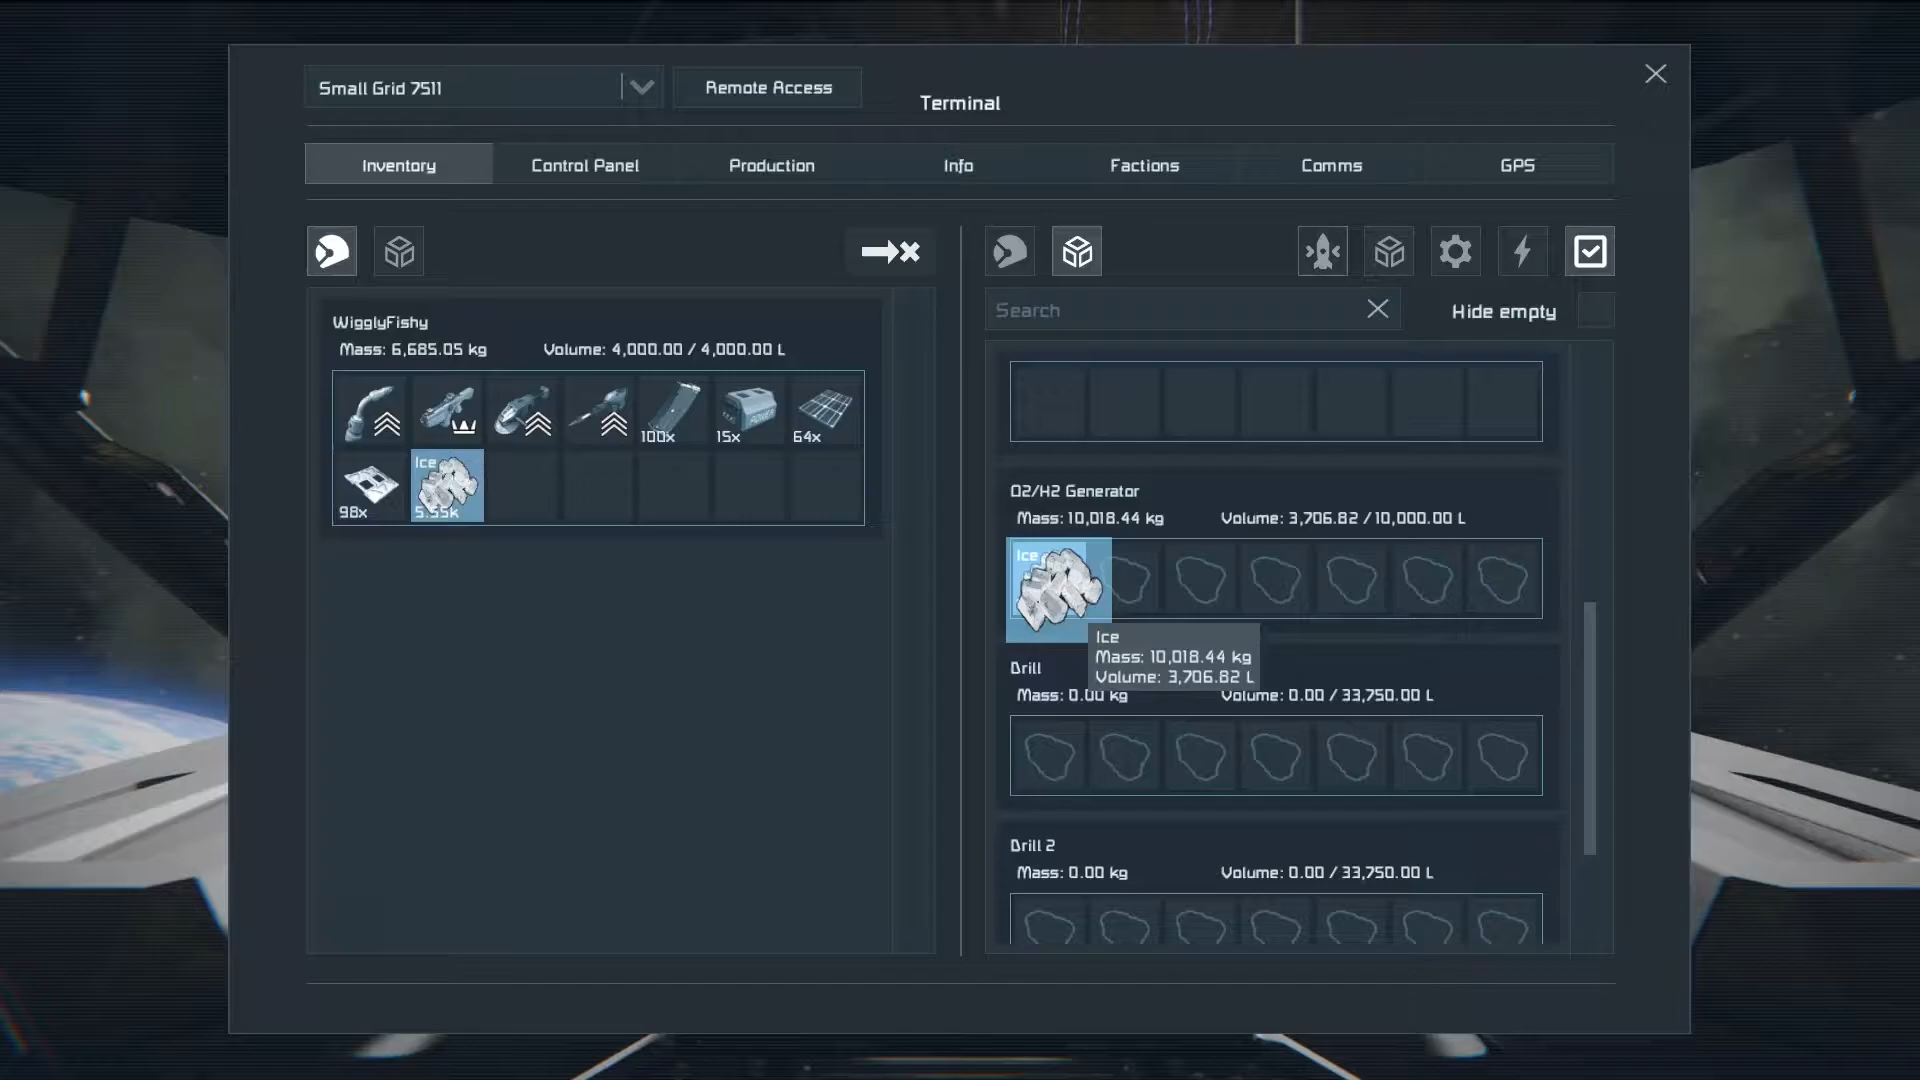 Small Grid 7511
Remote Access
Terminal
Inventory
Control Panel
Production
Info
Factions
Comms
GPS
WigglyFishy
Mass: 6,685.05 kg
Volume: 4,000.00 / 4,000.00 L
100x
15x
64x
98x
Ice
5.55k
Search
Hide empty
O2/H2 Generator
Mass: 10,018.44 kg
Volume: 3,706.82 / 10,000.00 L
Ice
Ice
Mass: 10,018.44 kg
Volume: 3,706.82 L
Drill
Mass: 0.00 kg
Volume: 0.00 / 33,750.00 L
Drill 2
Mass: 0.00 kg
Volume: 0.00 / 33,750.00 L